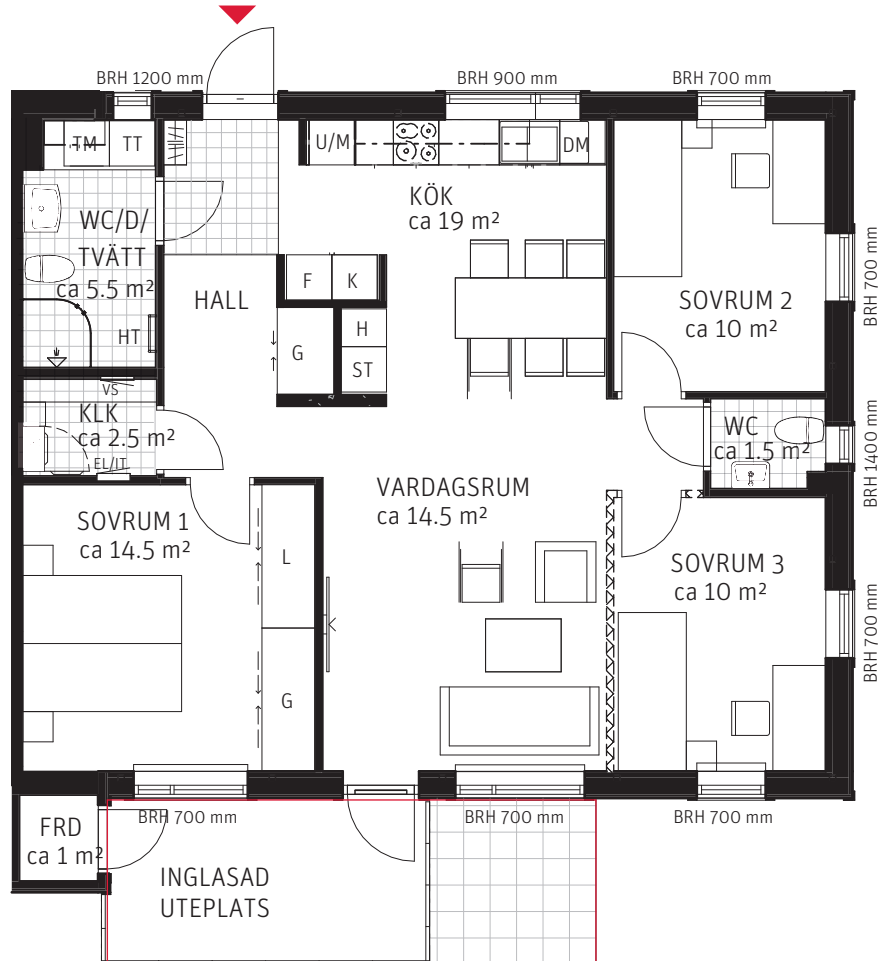 BRH 1200 mm
BRH 900 mm
BRH 700 mm
TM
TT
U/M
DM
WC/D/
TVÄTT
ca 5.5 m²
HT
KÖK
ca 19 m²
F
K
HALL
G
H
ST
SOVRUM 2
ca 10 m²
BRH 700 mm
VS
KLK
ca 2.5 m²
EL/IT
WC
ca 1.5 m²
BRH 1400 mm
SOVRUM 1
ca 14.5 m²
L
G
VARDAGSRUM
ca 14.5 m²
SOVRUM 3
ca 10 m²
BRH 700 mm
BRH 700 mm
BRH 700 mm
BRH 700 mm
FRD
ca 1 m²
INGLASAD
UTEPLATS